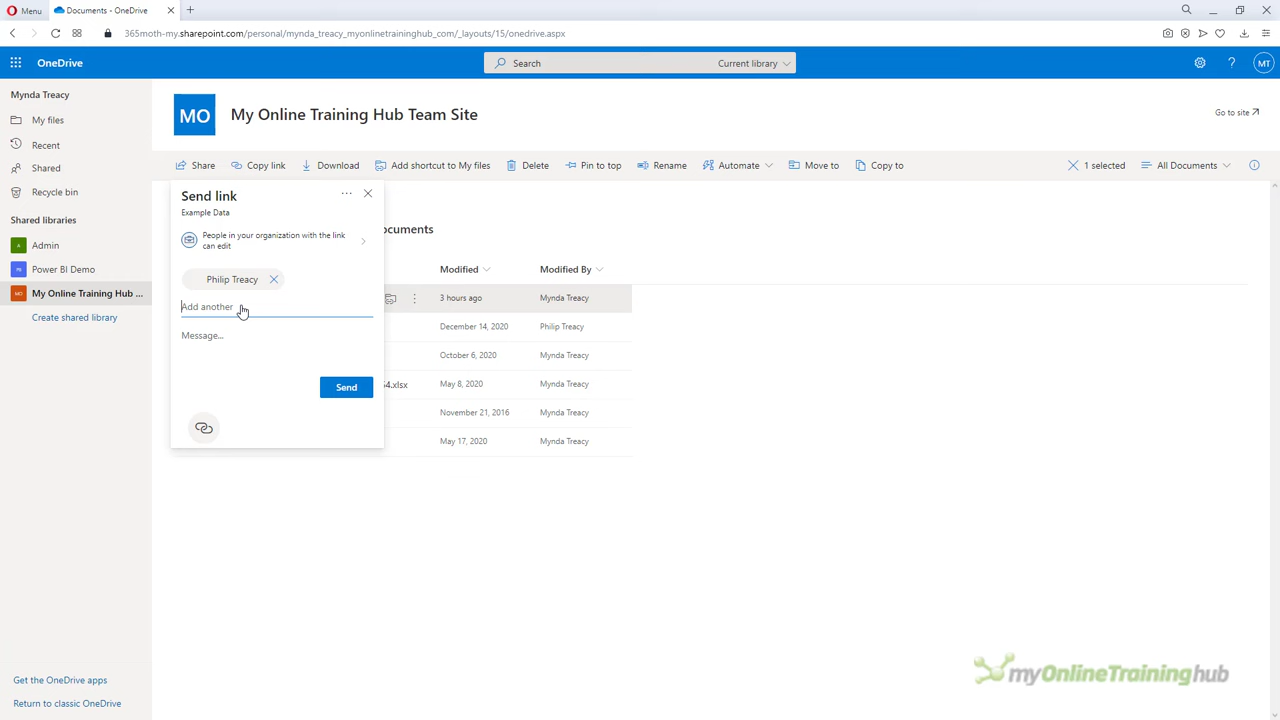 Menu
Documents - OneDrive
365moth-my.sharepoint.com/personal/mynda_treacy_myonlinetraininghub_com/_layouts/15/onedrive.aspx
OneDrive
Search
Current library
MT
Mynda Treacy
My files
Recent
Shared
Recycle bin
Shared libraries
A
Admin
Power BI Demo
MO
My Online Training Hub ...
Create shared library
Get the OneDrive apps
Return to classic OneDrive
MO
My Online Training Hub Team Site
Go to site
Share
Copy link
Download
Add shortcut to My files
Delete
Pin to top
Rename
Automate
Move to
Copy to
1 selected
All Documents
Send link
Example Data
People in your organization with the link
can edit
Philip Treacy
Add another
Message...
Send
ocuments
Modified
Modified By
3 hours ago
Mynda Treacy
December 14, 2020
Philip Treacy
October 6, 2020
Mynda Treacy
4.xlsx
May 8, 2020
Mynda Treacy
November 21, 2016
Mynda Treacy
May 17, 2020
Mynda Treacy
myOnlineTraininghub